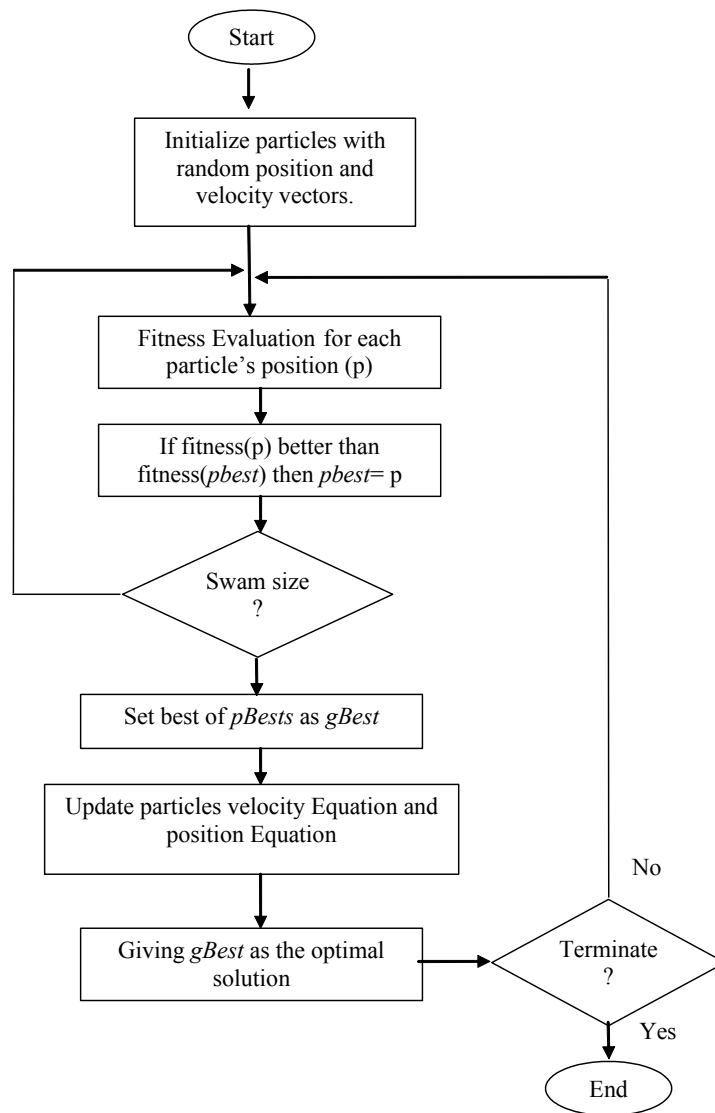 Start
Initialize particles with
random position and
velocity vectors.
Fitness Evaluation for each
particle’s position (p)
If fitness(p) better than
fitness(pbest) then pbest= p
Swam size
?
Set best of pBests as gBest
Update particles velocity Equation and
position Equation
Giving gBest as the optimal
solution
No
Terminate
?
Yes
End